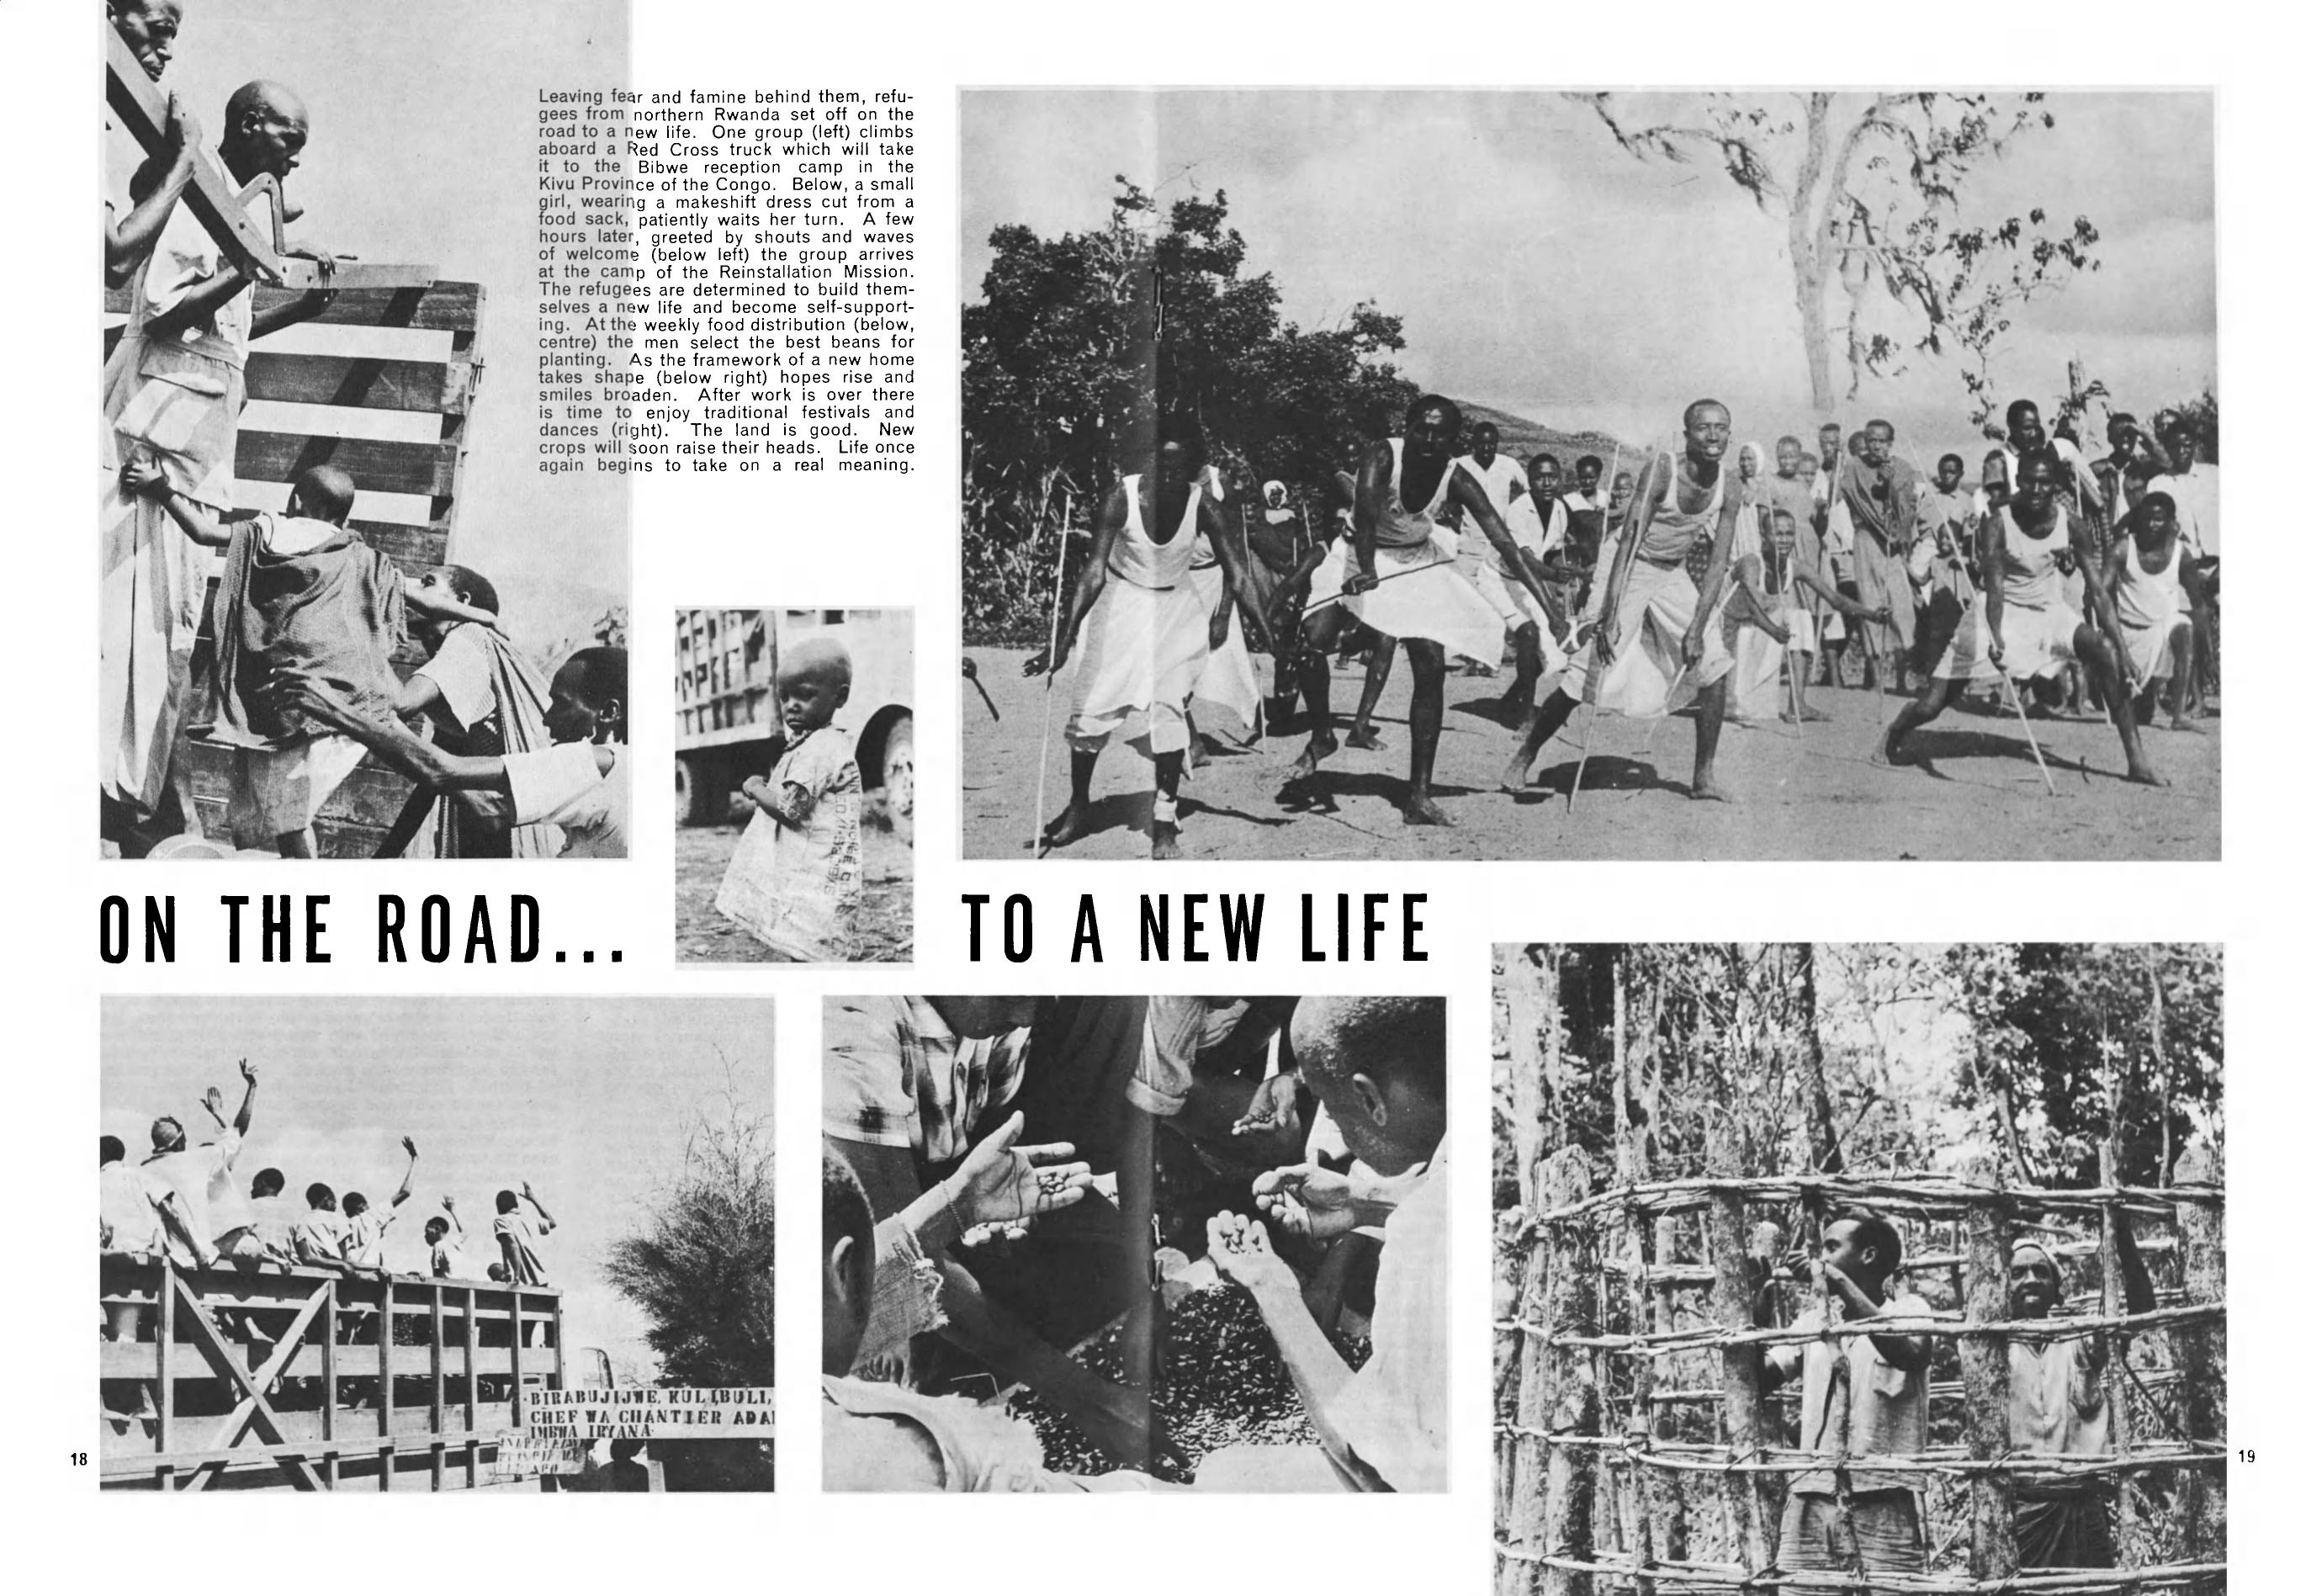 Leaving fear and famine behind them, refu-
gees from northern Rwanda set off on the
road to a new life. One group (left) climbs
aboard a Red Cross truck which will take
it to the Bibwe reception camp in the
Kivu Province of the Congo. Below, a small
girl, wearing a makeshift dress cut from a
food sack, patiently waits her turn. A few
hours later, greeted by shouts and waves
of welcome (below left) the group arrives
at the camp of the Reinstallation Mission.
The refugees are determined to build them-
selves a new life and become self-support-
ing. At the weekly food distribution (below,
centre) the men select the best beans for
planting. As the framework of a new home
takes shape (below right) hopes rise and
smiles broaden. After work is over there
is time to enjoy traditional festivals and
dances (right). The land is good. New
crops will soon raise their heads. Life once
again begins to take on a real meaning.
ON THE ROAD...
TO A NEW LIFE
BIRABUJIJWE, KULIBULI,
CHEF WA CHANTIER ADA
IMBWA IRYANA
18
19